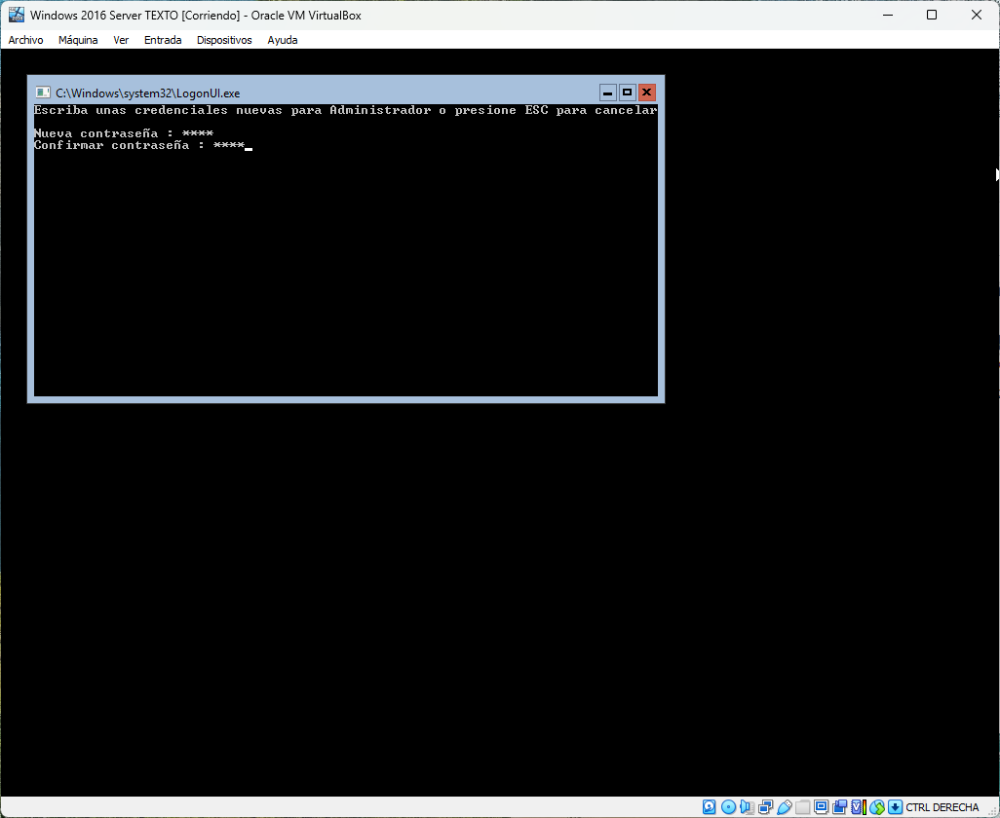 Windows 2016 Server TEXTO [Corriendo] - Oracle VM VirtualBox
Archivo Máquina Ver Entrada Dispositivos Ayuda
C:\Windows\system32\LogonUI.exe
Escriba unas credenciales nuevas para Administrador o presione ESC para cancelar
Nueva contraseña : ****
Confirmar contraseña : ****_
CTRL DERECHA